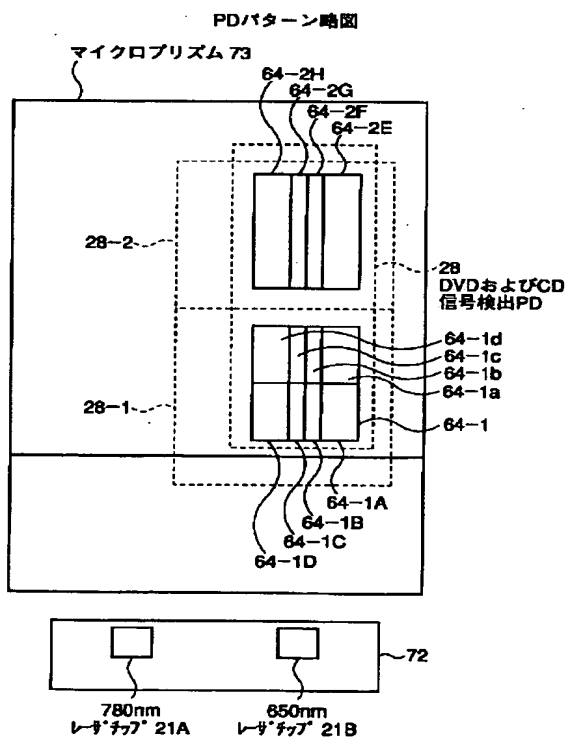 PDパターン略図
マイクロプリズム 73
64-2H
64-2G
64-2F
64-2E
28-2
28
DVDおよびCD
信号検出PD
64-1d
64-1c
64-1b
64-1a
28-1
64-1
64-1A
64-1B
64-1C
64-1D
72
780nm
ﾚｰｻﾞﾁｯﾌﾟ 21A
650nm
ﾚｰｻﾞﾁｯﾌﾟ 21B